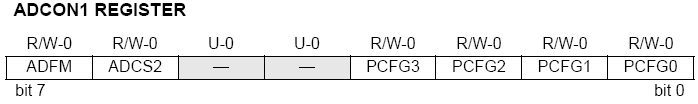 ADCON1 REGISTER
R/W-0 R/W-0 U-0 U-0 R/W-0 R/W-0 R/W-0 R/W-0
ADFM ADCS2 — — PCFG3 PCFG2 PCFG1 PCFG0
bit 7 bit 0